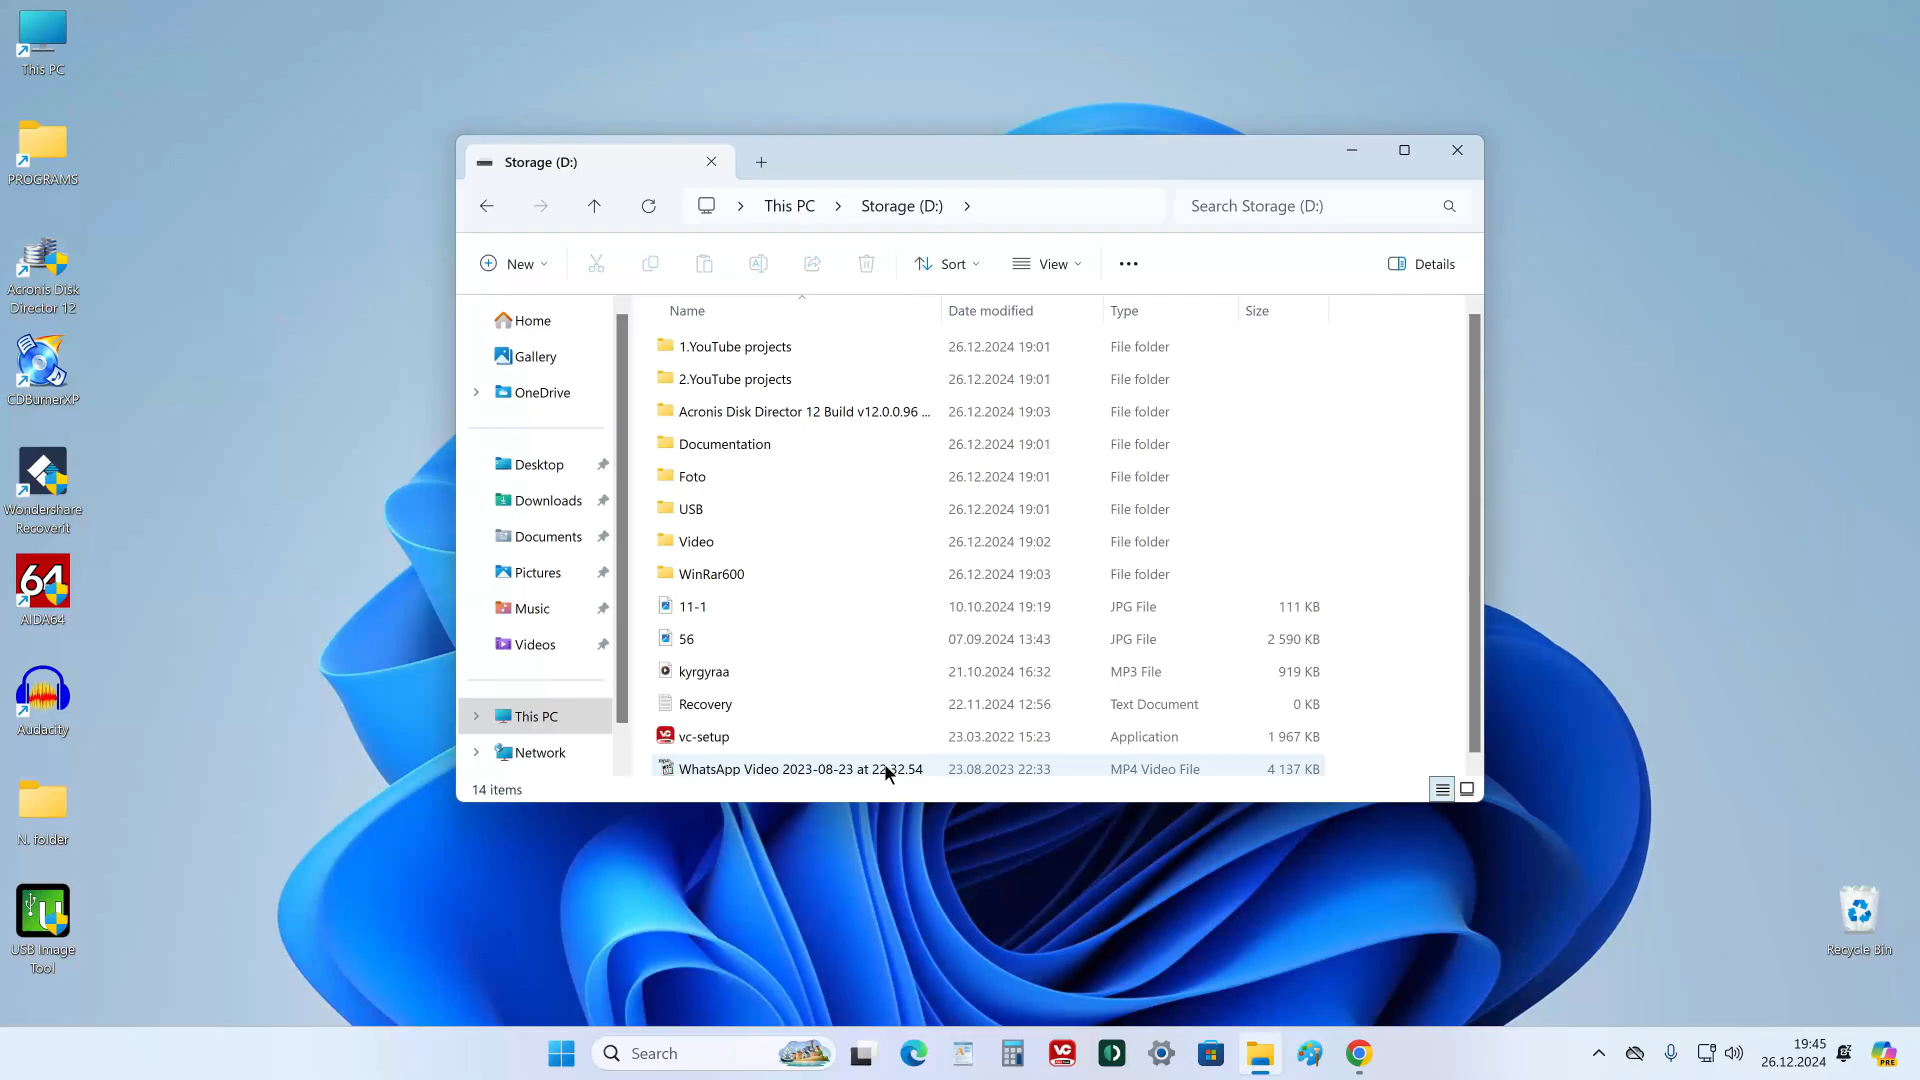 This PC
PROGRAMS
Acronis Disk
Director 12
CDBurnerXP
Wondershare
Recoverit
64
AIDA64
Audacity
N. folder
USB Image
Tool
Storage (D:)
This PC > Storage (D:) >
Search Storage (D:)
New
Sort
View
Details
Home
Gallery
OneDrive
Desktop
Downloads
Documents
Pictures
Music
Videos
This PC
Network
Name Date modified Type Size
1.YouTube projects 26.12.2024 19:01 File folder
2.YouTube projects 26.12.2024 19:01 File folder
Acronis Disk Director 12 Build v12.0.0.96 ... 26.12.2024 19:03 File folder
Documentation 26.12.2024 19:01 File folder
Foto 26.12.2024 19:01 File folder
USB 26.12.2024 19:01 File folder
Video 26.12.2024 19:02 File folder
WinRar600 26.12.2024 19:03 File folder
11-1 10.10.2024 19:19 JPG File 111 KB
56 07.09.2024 13:43 JPG File 2 590 KB
kyrgyraa 21.10.2024 16:32 MP3 File 919 KB
Recovery 22.11.2024 12:56 Text Document 0 KB
vc-setup 23.03.2022 15:23 Application 1 967 KB
WhatsApp Video 2023-08-23 at 22.32.54 23.08.2023 22:33 MP4 Video File 4 137 KB
14 items
Recycle Bin
Search
VC
19:45
26.12.2024
PRE